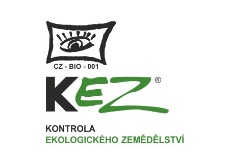 CZ - BIO - 001
KEZ®
KONTROLA
EKOLOGICKÉHO ZEMĚDĚLSTVÍ